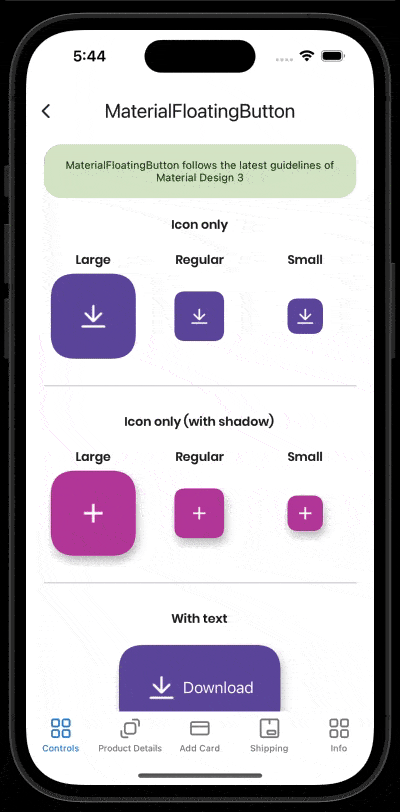 5:44
MaterialFloatingButton
MaterialFloatingButton follows the latest guidelines of
Material Design 3
Icon only
Large Regular Small
Icon only (with shadow)
Large Regular Small
With text
Download
Controls Product Details Add Card Shipping Info